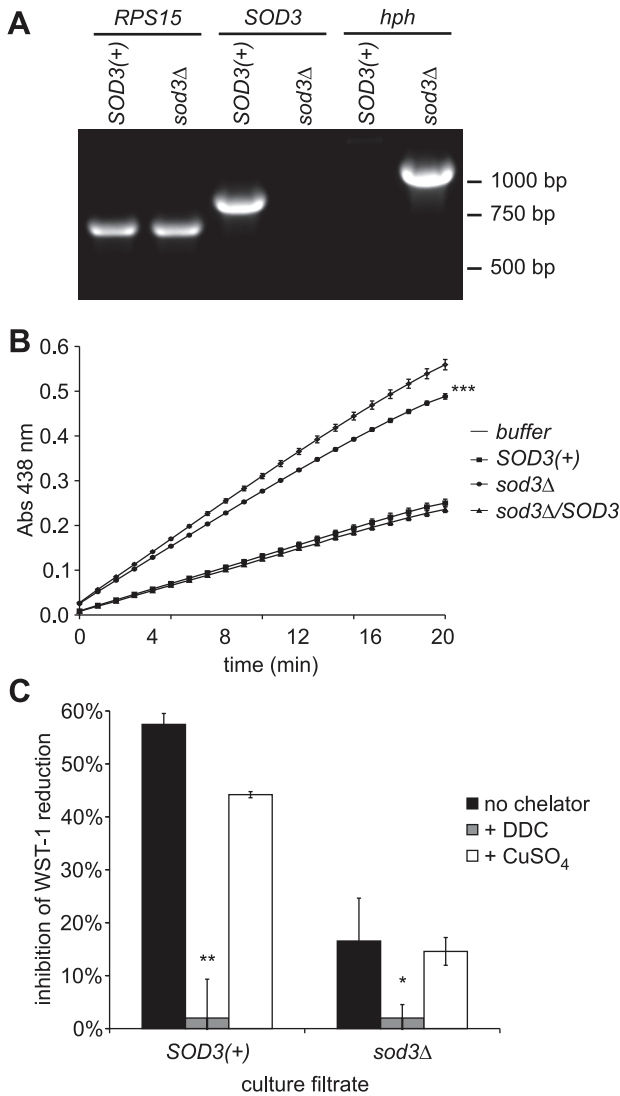 A
RPS15 SOD3 hph
SOD3(+) sod3Δ SOD3(+) sod3Δ SOD3(+) sod3Δ
1000 bp
750 bp
500 bp
B
0.6
0.5
0.4
0.3
0.2
0.1
0.0
Abs 438 nm
***
buffer
SOD3(+)
sod3Δ
sod3Δ/SOD3
0 4 8 12 16 20
time (min)
C
60%
50%
40%
30%
20%
10%
0%
inhibition of WST-1 reduction
no chelator
+ DDC
+ CuSO₄
** *
SOD3(+) sod3Δ
culture filtrate